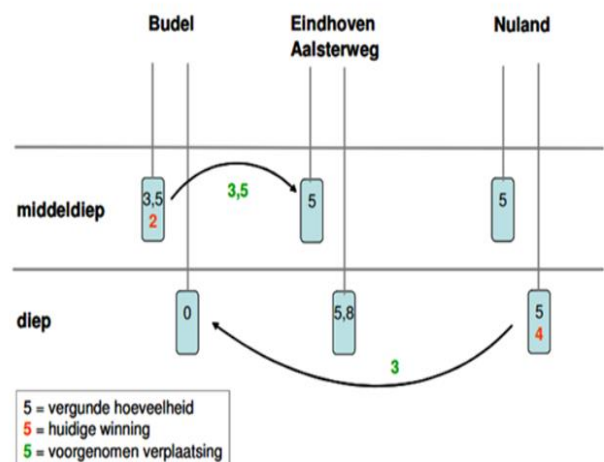 Budel
Eindhoven
Aalsterweg
Nuland
middeldiep
3,5
2
3,5
5
5
diep
0
5,8
5
4
3
5 = vergunde hoeveelheid
5 = huidige winning
5 = voorgenomen verplaatsing